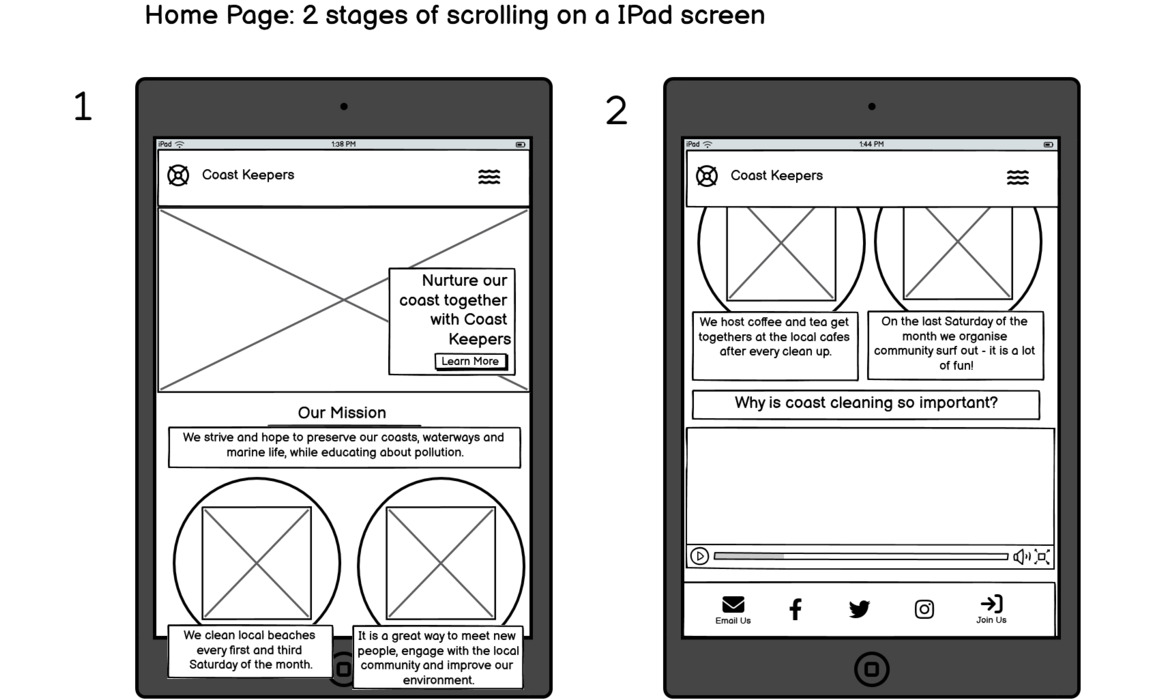 Home Page: 2 stages of scrolling on a IPad screen
1
iPad
1:38 PM
Coast Keepers
Nurture our
coast together
with Coast
Keepers
Learn More
Our Mission
We strive and hope to preserve our coasts, waterways and
marine life, while educating about pollution.
We clean local beaches
every first and third
Saturday of the month.
It is a great way to meet new
people, engage with the local
community and improve our
environment.
2
iPad
1:44 PM
Coast Keepers
We host coffee and tea get
togethers at the local cafes
after every clean up.
On the last Saturday of the
month we organise
community surf out - it is a lot
of fun!
Why is coast cleaning so important?
Email Us
Join Us